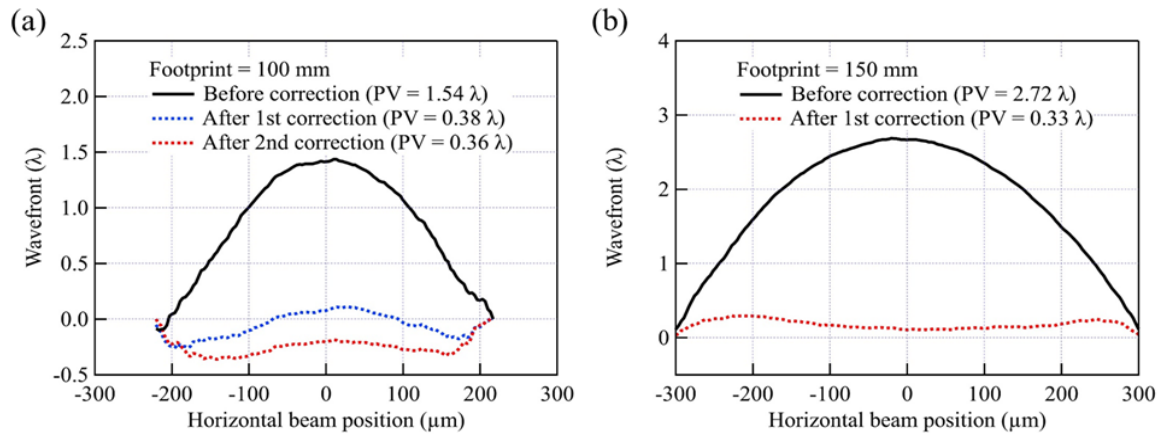 (a)
2.5
2.0
1.5
1.0
0.5
0.0
-0.5
Wavefront (λ)
Footprint = 100 mm
Before correction (PV = 1.54 λ)
After 1st correction (PV = 0.38 λ)
After 2nd correction (PV = 0.36 λ)
-300 -200 -100 0 100 200 300
Horizontal beam position (µm)
(b)
4
3
2
1
0
Wavefront (λ)
Footprint = 150 mm
Before correction (PV = 2.72 λ)
After 1st correction (PV = 0.33 λ)
-300 -200 -100 0 100 200 300
Horizontal beam position (µm)